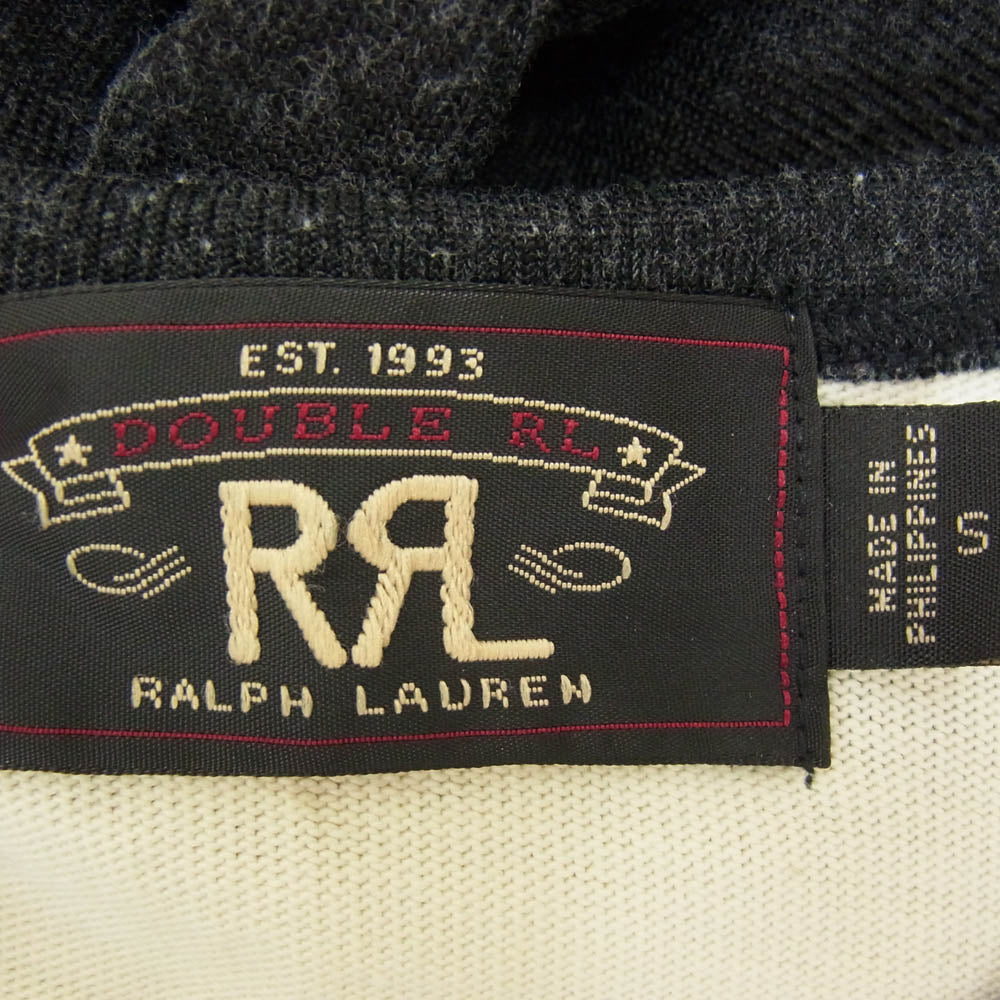 EST. 1993
DOUBLE RL
RRL
RALPH LAUREN
MADE IN
PHILIPPINES
S